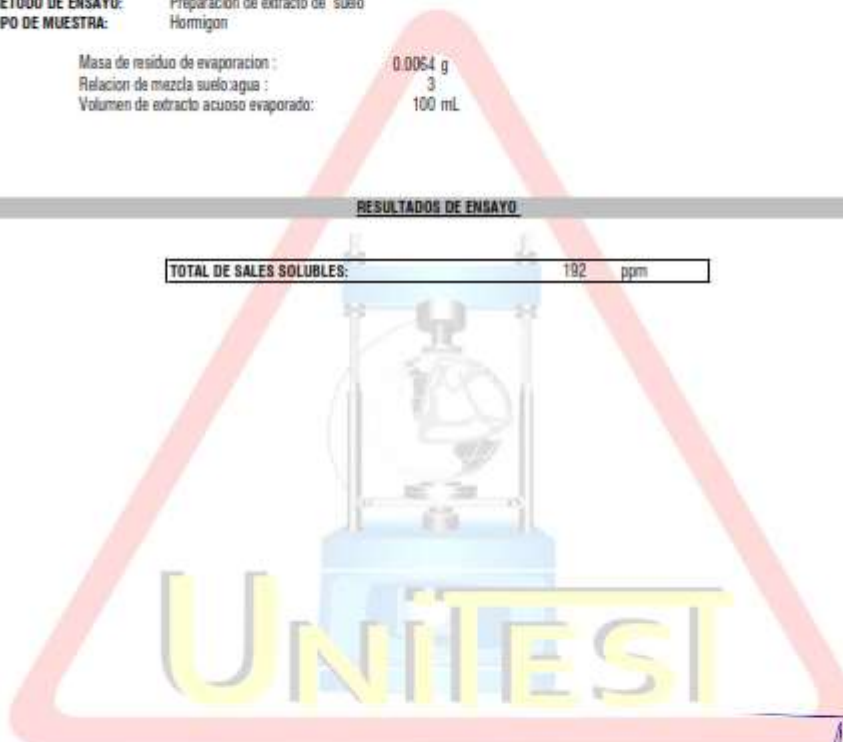 ETODO DE ENSAYO: Preparacion de extracto de suelo
PO DE MUESTRA: Hormigon
Masa de residuo de evaporacion : 0.0064 g
Relacion de mezcla suelo:agua : 3
Volumen de extracto acuoso evaporado: 100 mL
RESULTADOS DE ENSAYO
TOTAL DE SALES SOLUBLES: 192 ppm
UNITEST